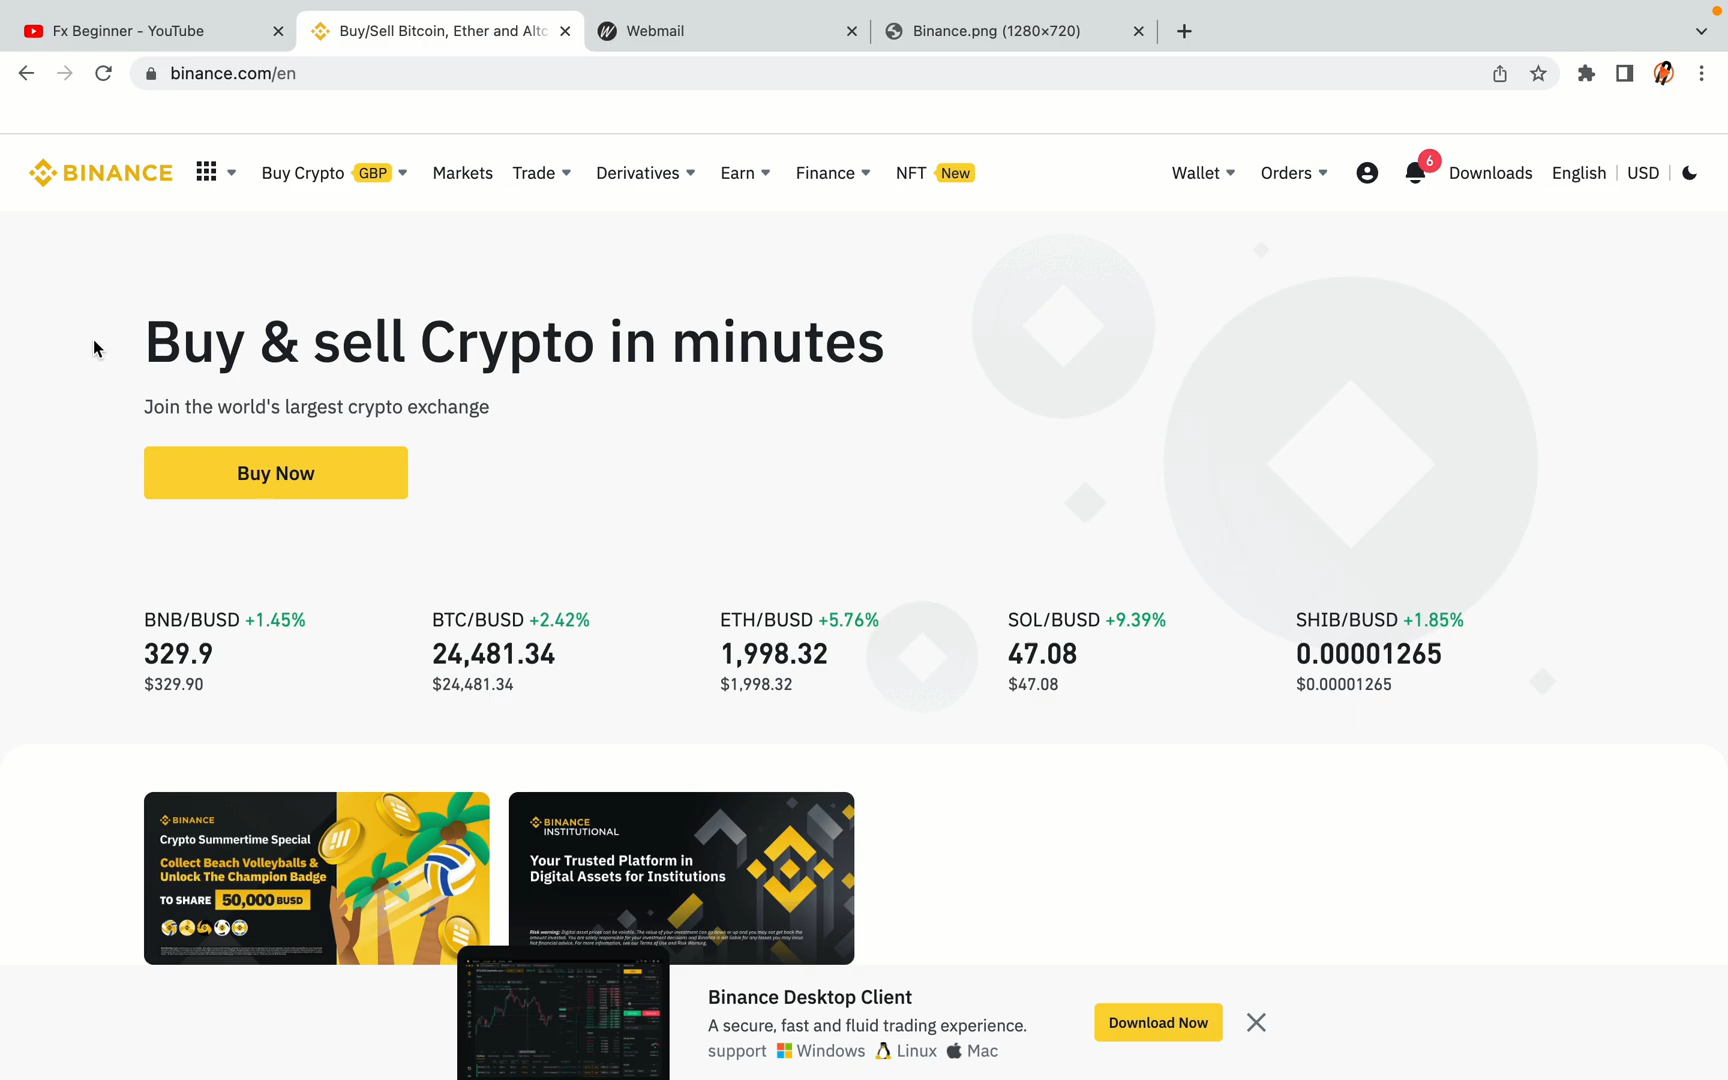 Fx Beginner - YouTube
Buy/Sell Bitcoin, Ether and Altc
Webmail
Binance.png (1280×720)
binance.com/en
BINANCE
Buy Crypto GBP
Markets
Trade
Derivatives
Earn
Finance
NFT New
Wallet
Orders
6
Downloads
English
USD
Buy & sell Crypto in minutes
Join the world's largest crypto exchange
Buy Now
BNB/BUSD +1.45%
329.9
$329.90
BTC/BUSD +2.42%
24,481.34
$24,481.34
ETH/BUSD +5.76%
1,998.32
$1,998.32
SOL/BUSD +9.39%
47.08
$47.08
SHIB/BUSD +1.85%
0.00001265
$0.00001265
BINANCE
Crypto Summertime Special
Collect Beach Volleyballs &
Unlock The Champion Badge
TO SHARE 50,000 BUSD
BINANCE
INSTITUTIONAL
Your Trusted Platform in
Digital Assets for Institutions
Binance Desktop Client
A secure, fast and fluid trading experience.
support Windows Linux Mac
Download Now